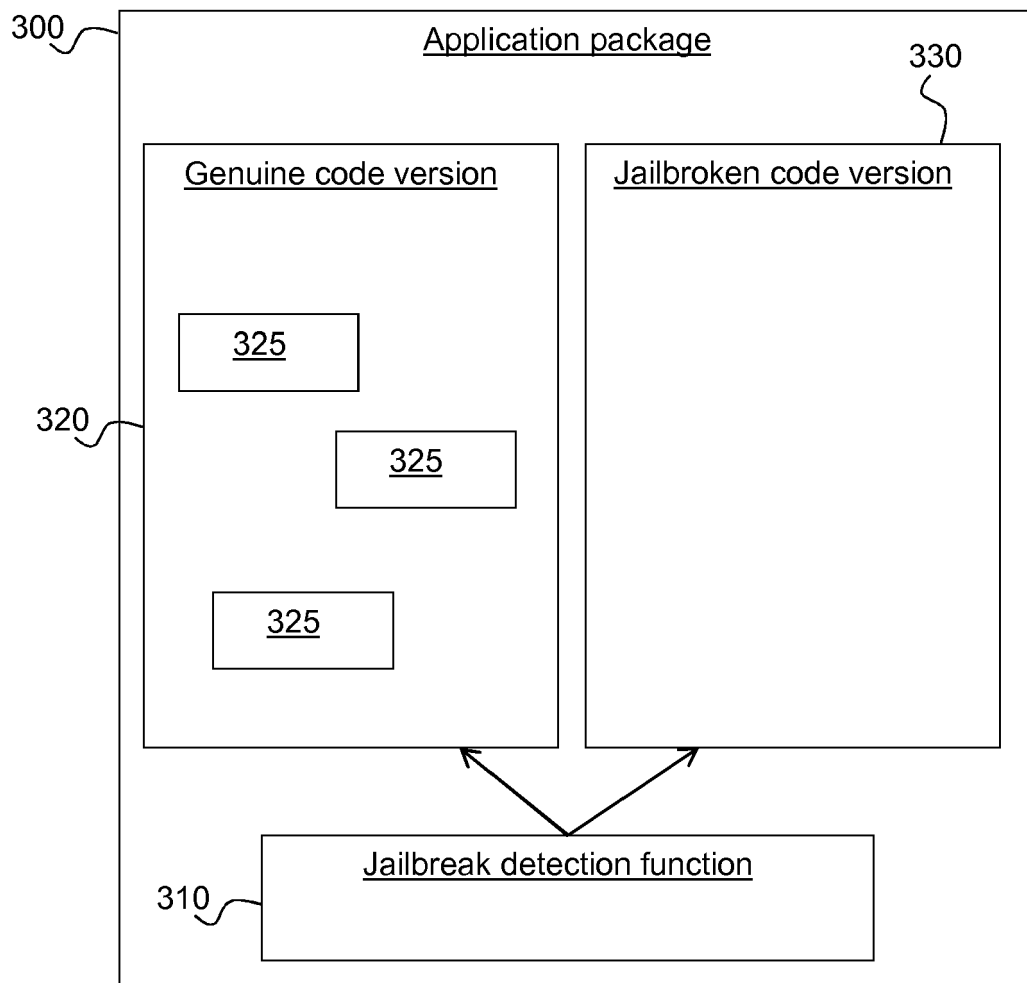 300
Application package
330
Genuine code version
Jailbroken code version
325
320
325
325
Jailbreak detection function
310